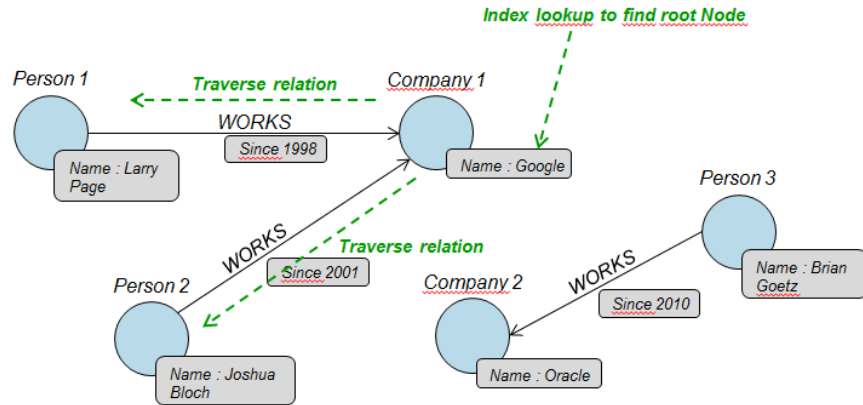 Index lookup to find root Node
Person 1
Traverse relation
Company 1
WORKS
Since 1998
Name : Larry
Page
Name : Google
Person 3
WORKS
Traverse relation
Since 2001
Person 2
Company 2
WORKS
Name : Brian
Goetz
Since 2010
Name : Joshua
Bloch
Name : Oracle